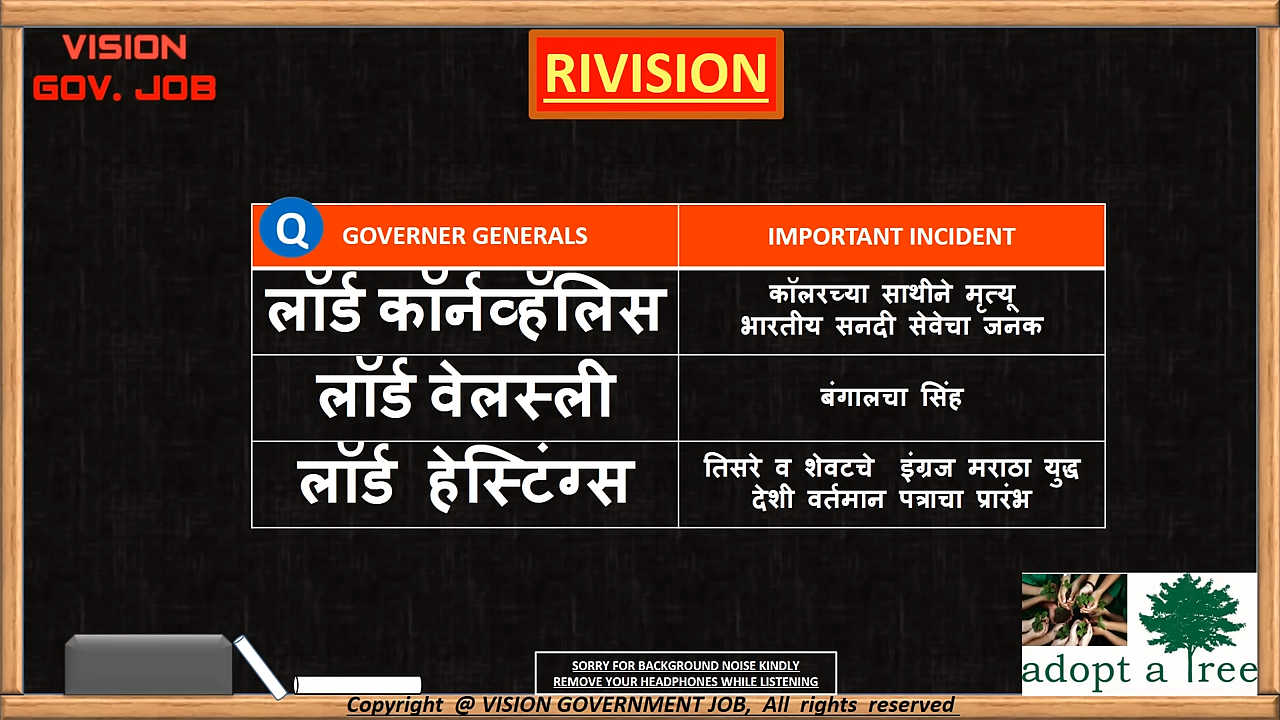 VISION
GOV. JOB
RIVISION
Q
GOVERNER GENERALS
IMPORTANT INCIDENT
लॉर्ड कॉर्नव्हॅलिस
कॉलरच्या साथीने मृत्यू
भारतीय सनदी सेवेचा जनक
लॉर्ड वेलस्ली
बंगालचा सिंह
लॉर्ड हेस्टिंग्स
तिसरे व शेवटचे इंग्रज मराठा युद्ध
देशी वर्तमान पत्राचा प्रारंभ
adopt a Tree
SORRY FOR BACKGROUND NOISE KINDLY
REMOVE YOUR HEADPHONES WHILE LISTENING
Copyright @ VISION GOVERNMENT JOB, All rights reserved